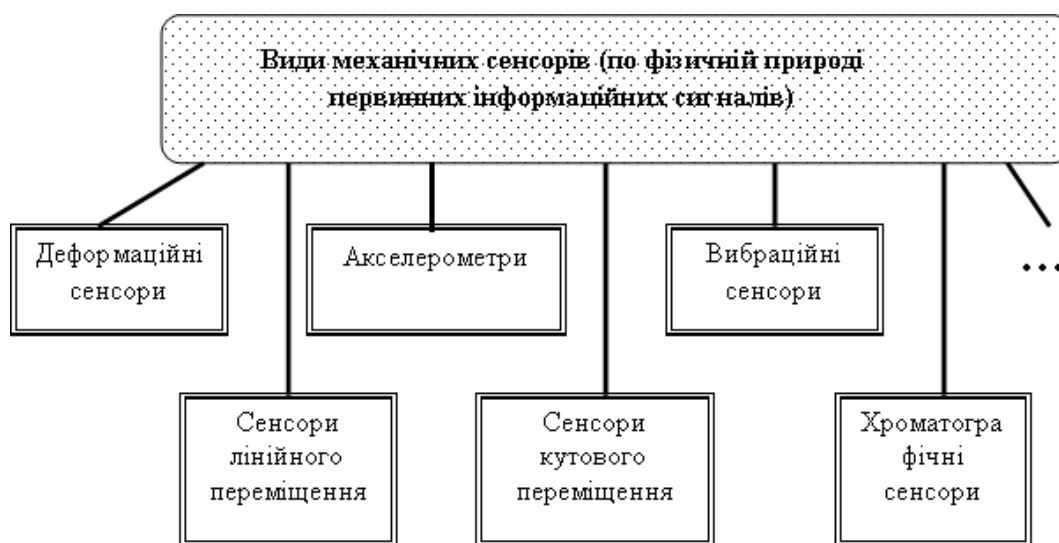 Види механічних сенсорів (по фізичній природі
первинних інформаційних сигналів)
Деформаційні
сенсори
Акселерометри
Вибраційні
сенсори
...
Сенсори
лінійного
переміщення
Сенсори
кутового
переміщення
Хроматогра
фічні
сенсори